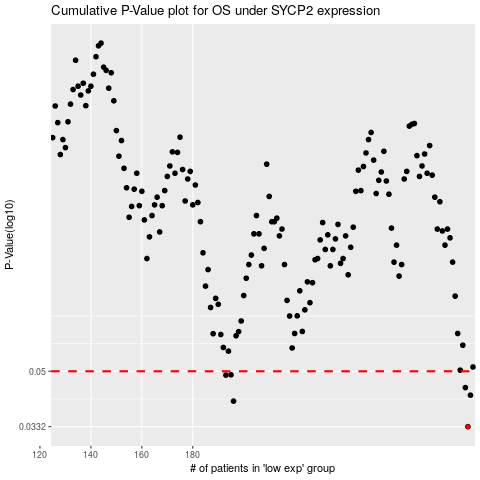 Cumulative P-Value plot for OS under SYCP2 expression
P-Value(log10)
0.05
0.0332
120 140 160 180
# of patients in 'low exp' group